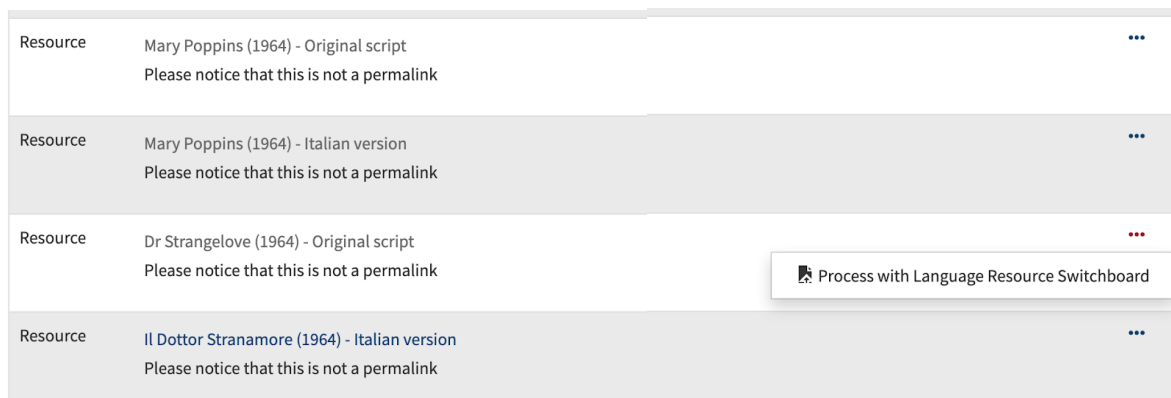 Resource
Mary Poppins (1964) - Original script
Please notice that this is not a permalink
Resource
Mary Poppins (1964) - Italian version
Please notice that this is not a permalink
Resource
Dr Strangelove (1964) - Original script
Please notice that this is not a permalink
Process with Language Resource Switchboard
Resource
Il Dottor Stranamore (1964) - Italian version
Please notice that this is not a permalink